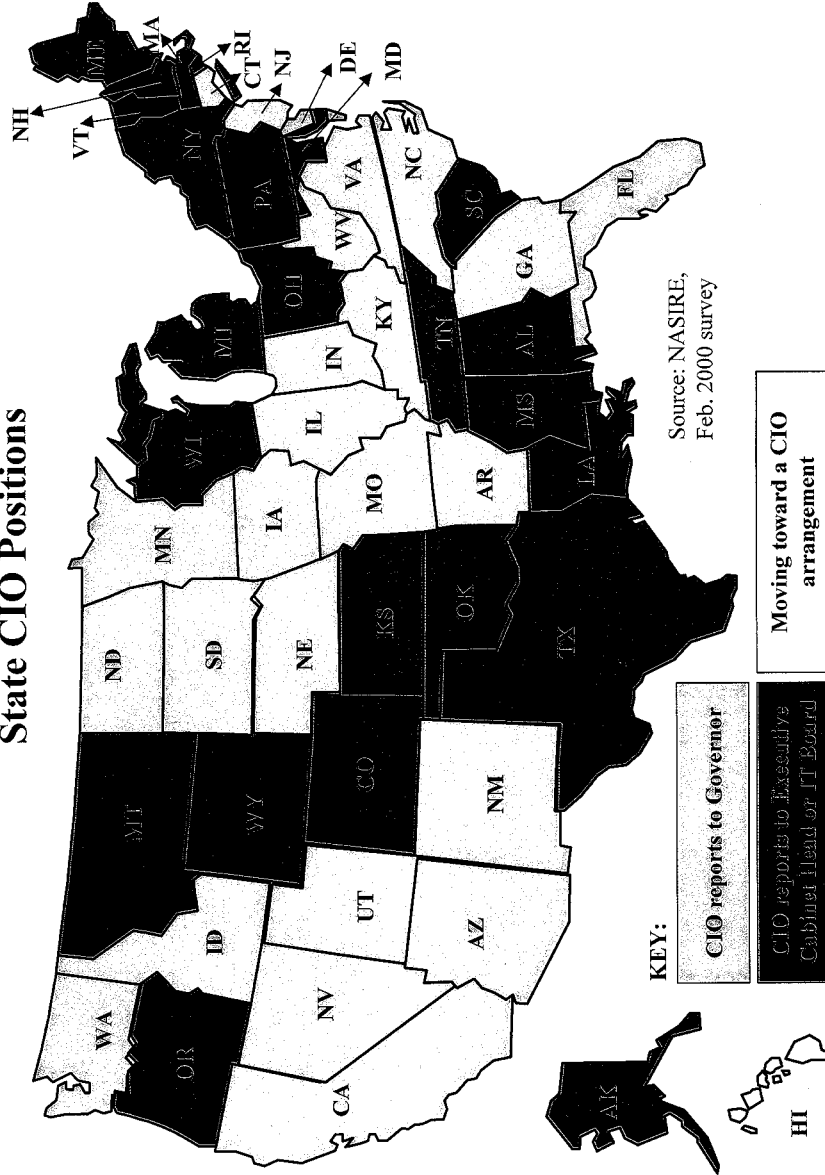 State CIO Positions
WA
OR
CA
ID
NV
MT
WY
UT
AZ
CO
NM
ND
SD
NE
KS
OK
TX
MN
IA
MO
AR
LA
WI
IL
MI
IN
OH
KY
TN
MS
AL
GA
FL
SC
NC
VA
WV
PA
NY
ME
NH
VT
MA
RI
CT
NJ
DE
MD
AK
HI
Source: NASIRE,
Feb. 2000 survey
KEY:
CIO reports to Governor
CIO reports to Executive
Cabinet Head or IT Board
Moving toward a CIO
arrangement